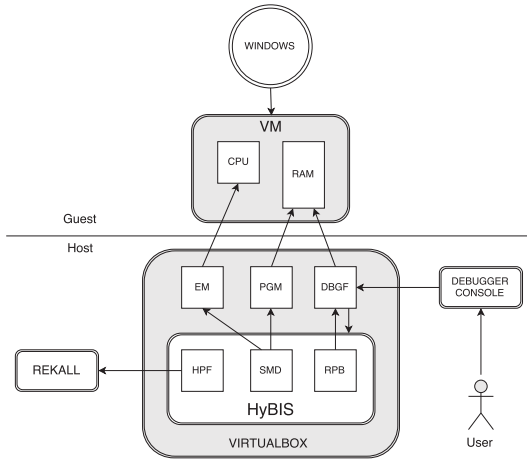 WINDOWS
VM
CPU
RAM
Guest
Host
EM
PGM
DBGF
DEBUGGER
CONSOLE
REKALL
HPF
SMD
RPB
HyBIS
VIRTUALBOX
User